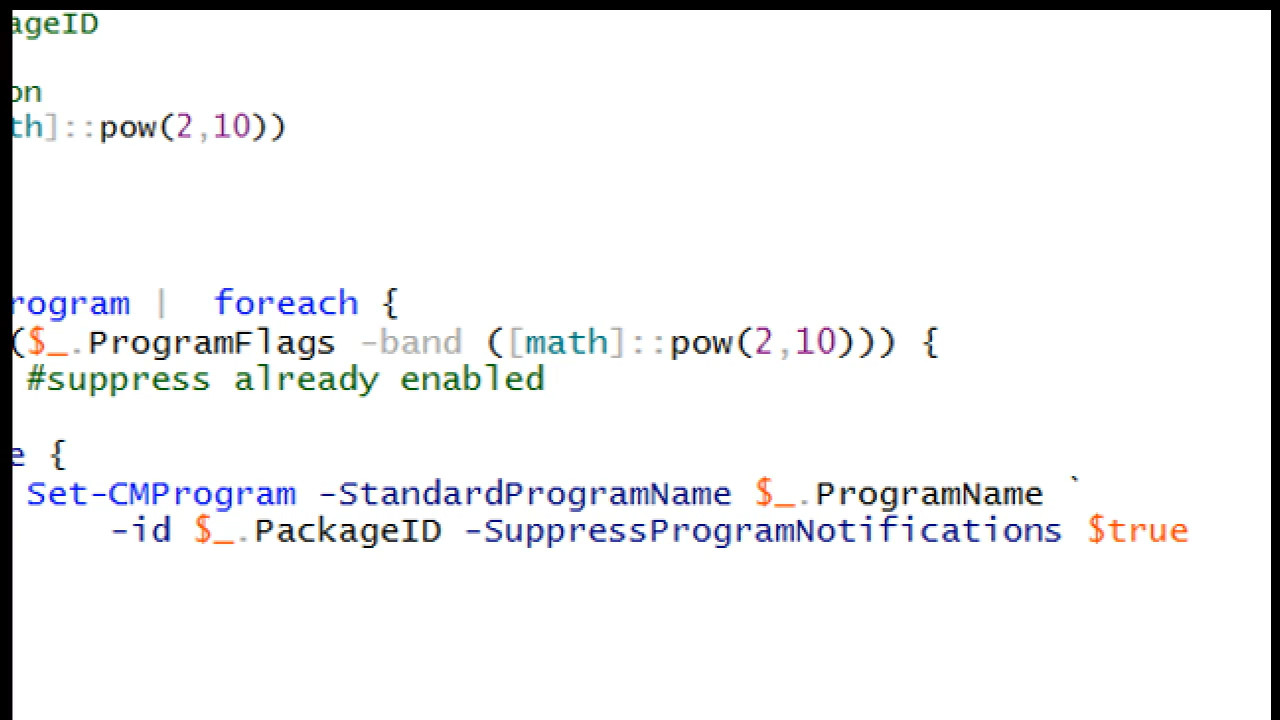 ageID
on
th]::pow(2,10))
rogram |  foreach {
($_.ProgramFlags -band ([math]::pow(2,10))) {
#suppress already enabled
e {
Set-CMProgram -StandardProgramName $_.ProgramName `
-id $_.PackageID -SuppressProgramNotifications $true